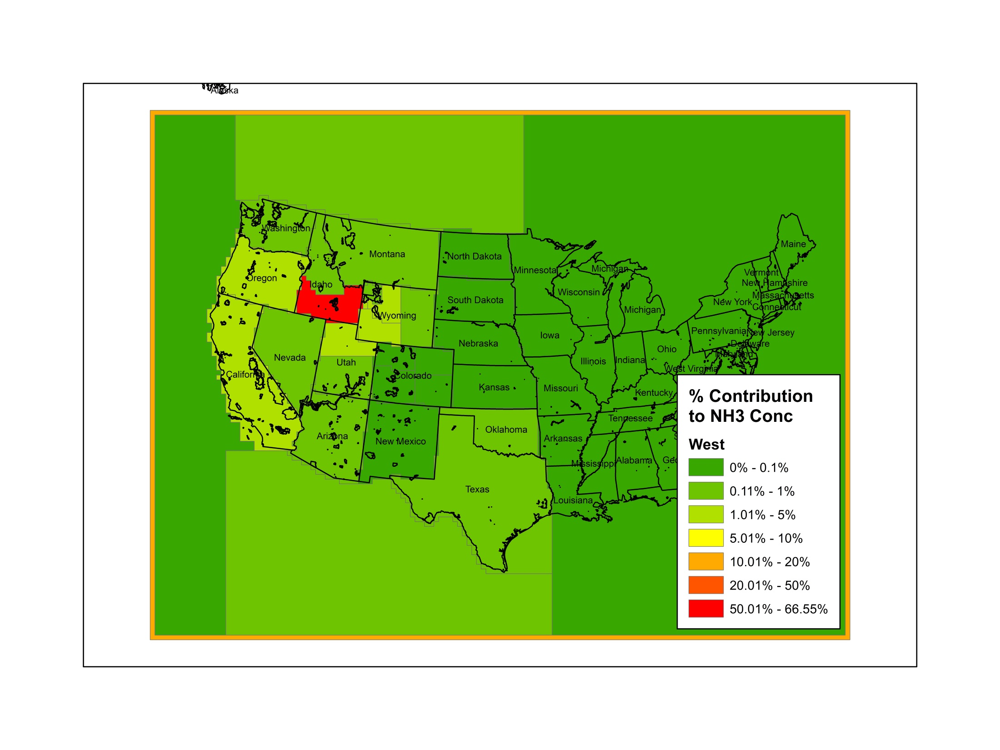 Alaska
Washington
Montana
North Dakota
Minnesota
Michigan
Maine
Vermont
New Hampshire
Massachusetts
Connecticut
New York
Oregon
Idaho
Wisconsin
South Dakota
Michigan
Wyoming
Pennsylvania
New Jersey
Delaware
Maryland
Iowa
Nebraska
Ohio
West Virginia
Nevada
Utah
Illinois
Indiana
California
Colorado
Kansas
Missouri
Kentucky
Tennessee
Oklahoma
Arizona
New Mexico
Arkansas
Mississippi
Alabama
Geo
Texas
Louisiana
% Contribution
to NH3 Conc
West
0% - 0.1%
0.11% - 1%
1.01% - 5%
5.01% - 10%
10.01% - 20%
20.01% - 50%
50.01% - 66.55%